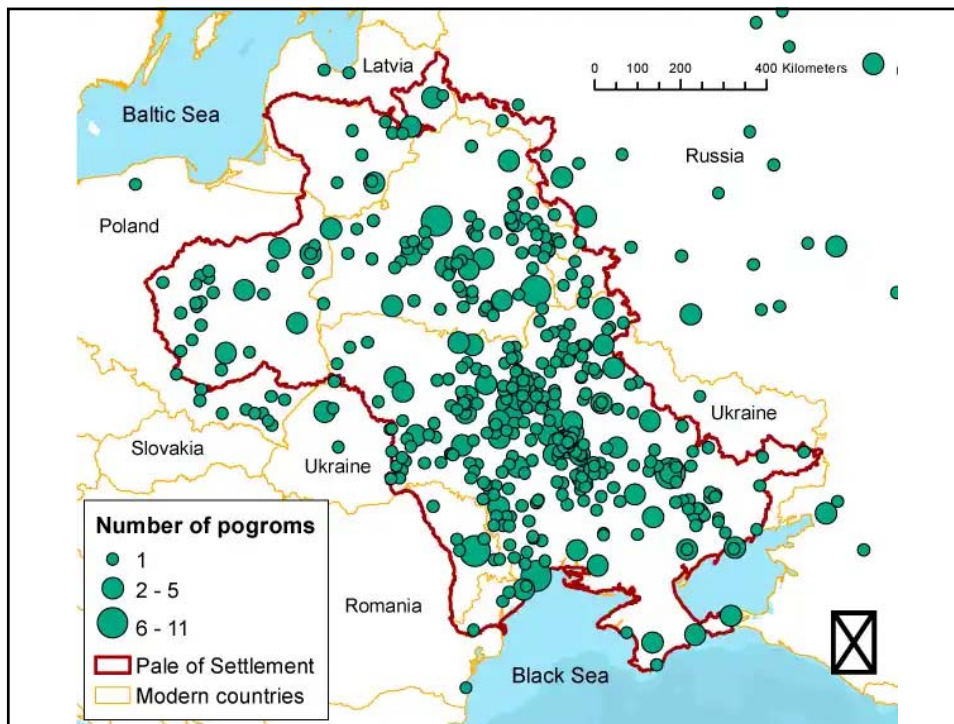 Latvia
0 100 200 400 Kilometers
Baltic Sea
Russia
Poland
Ukraine
Slovakia
Ukraine
Number of pogroms
1
2 - 5
6 - 11
Romania
Pale of Settlement
Black Sea
Modern countries